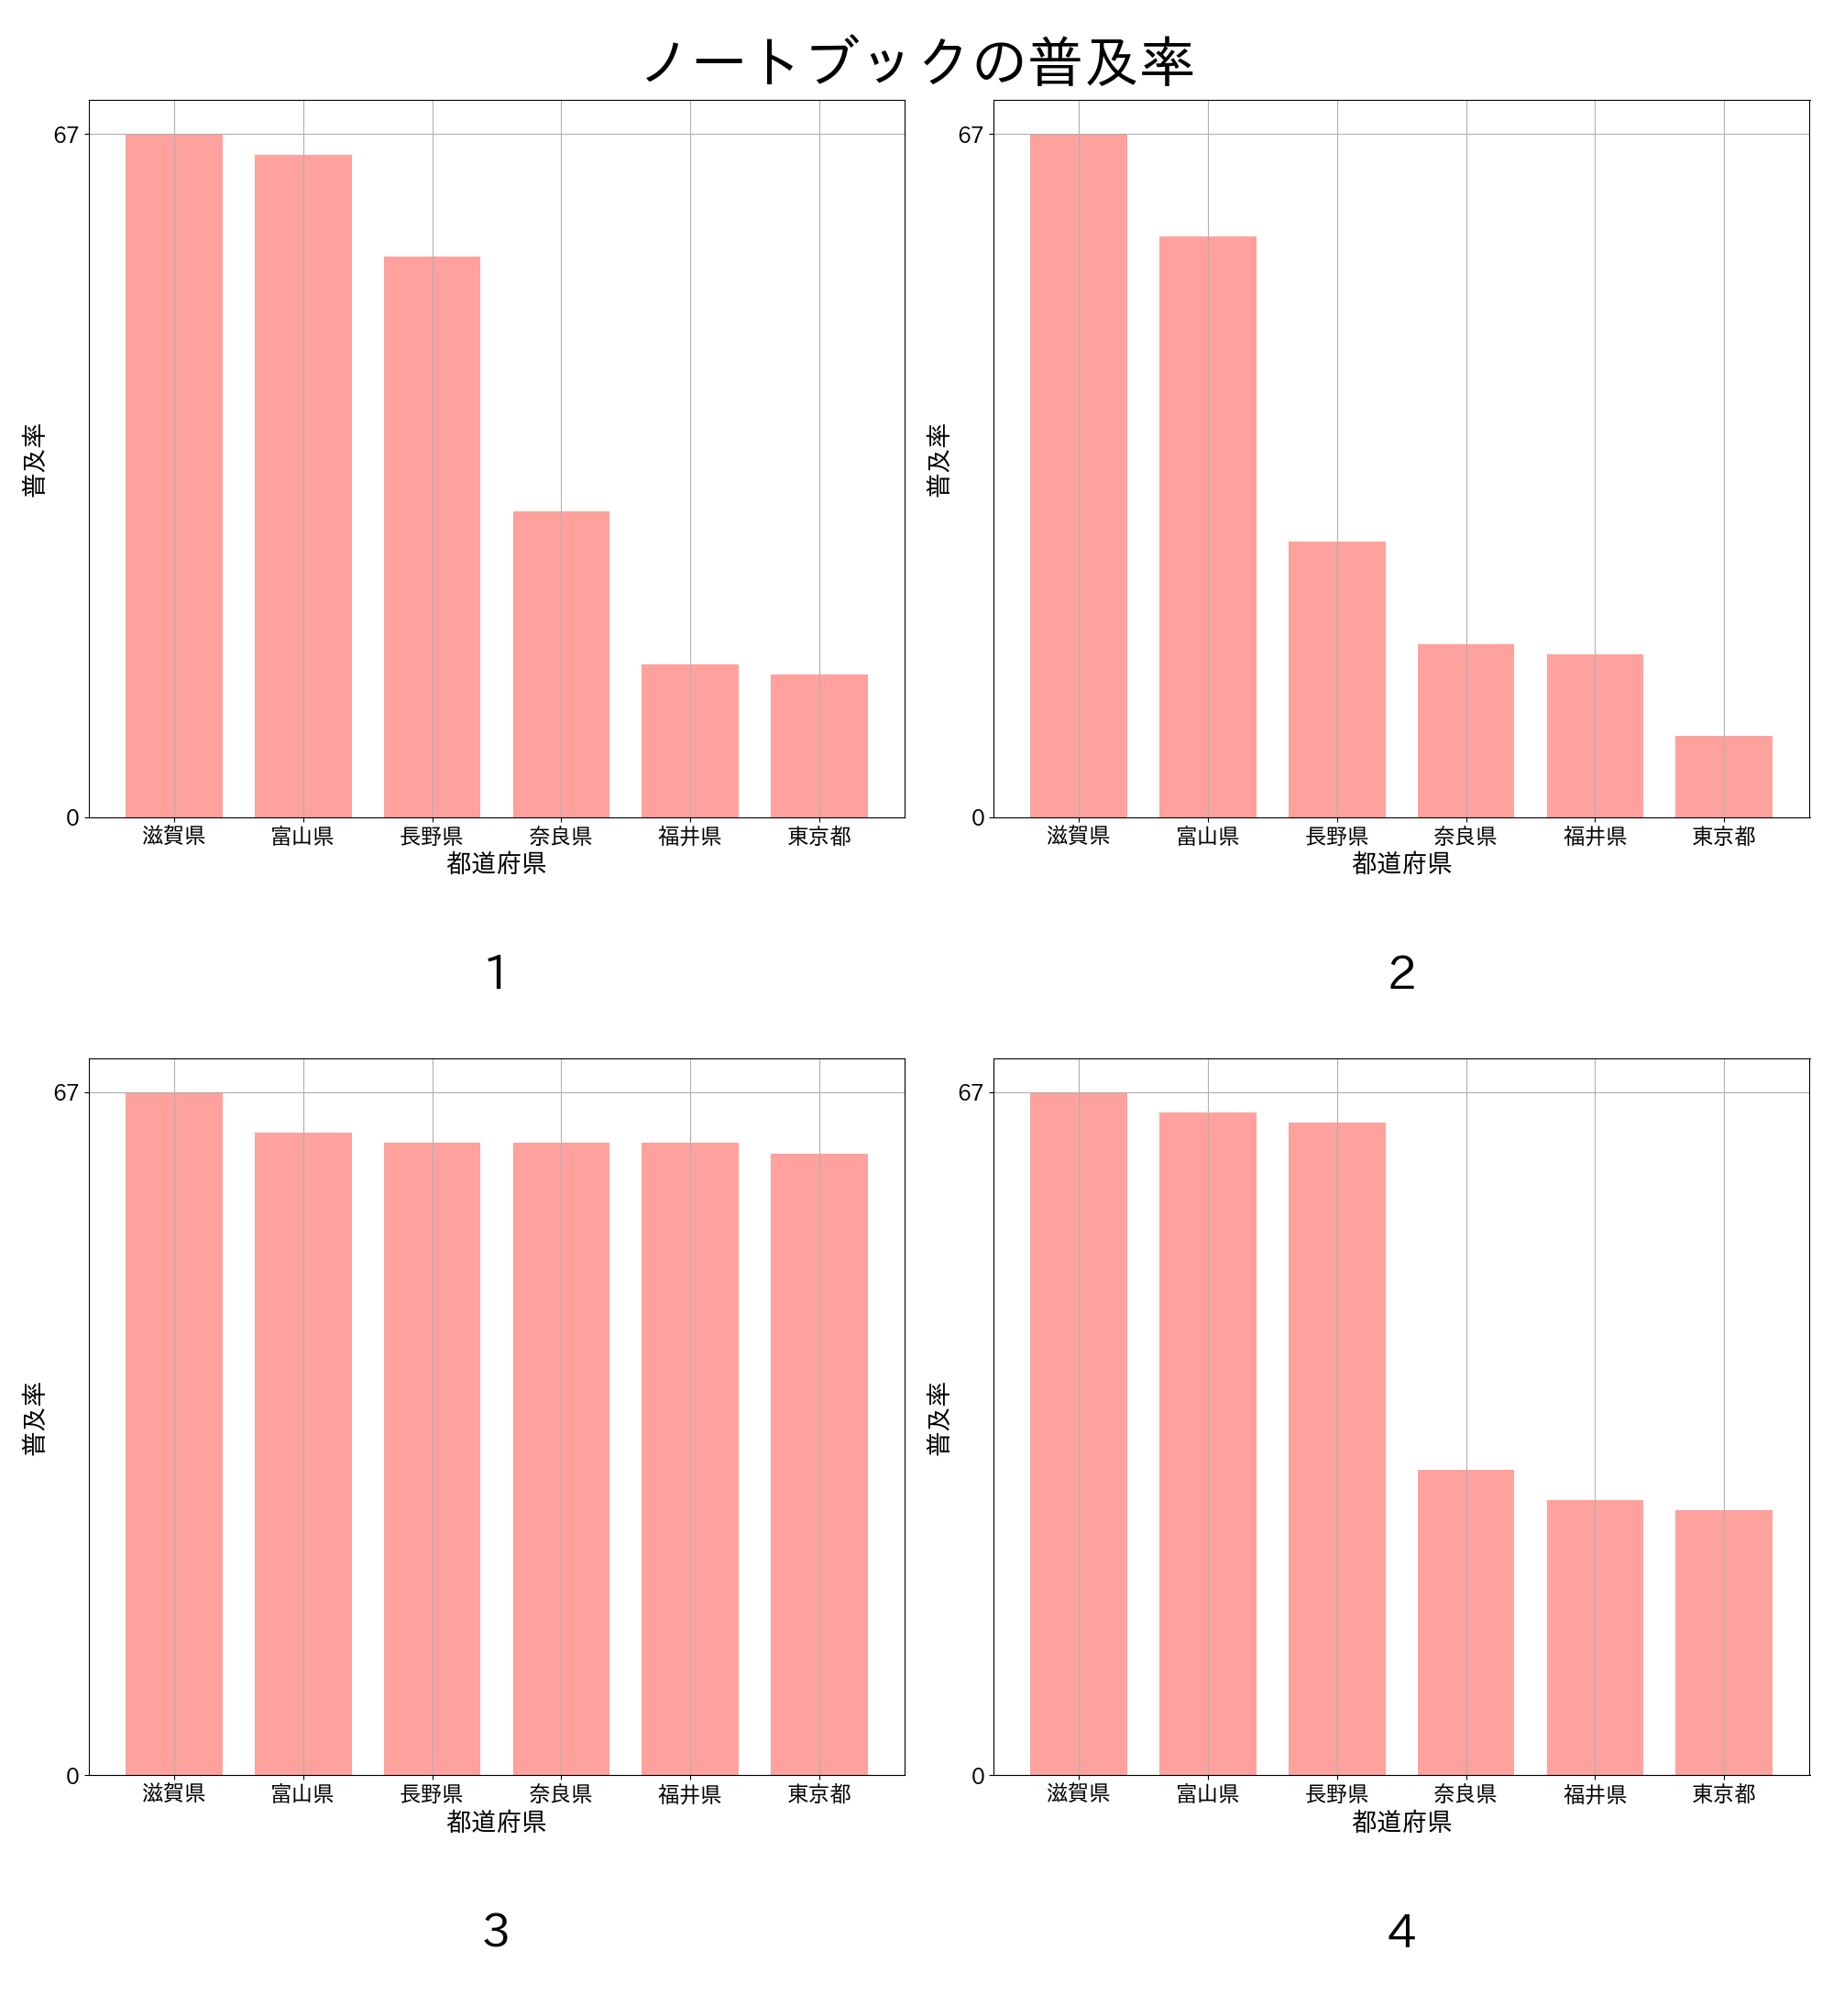 ノートブックの普及率
67
0
普及率
滋賀県 富山県 長野県 奈良県 福井県 東京都
都道府県
1
67
0
普及率
滋賀県 富山県 長野県 奈良県 福井県 東京都
都道府県
2
67
0
普及率
滋賀県 富山県 長野県 奈良県 福井県 東京都
都道府県
3
67
0
普及率
滋賀県 富山県 長野県 奈良県 福井県 東京都
都道府県
4